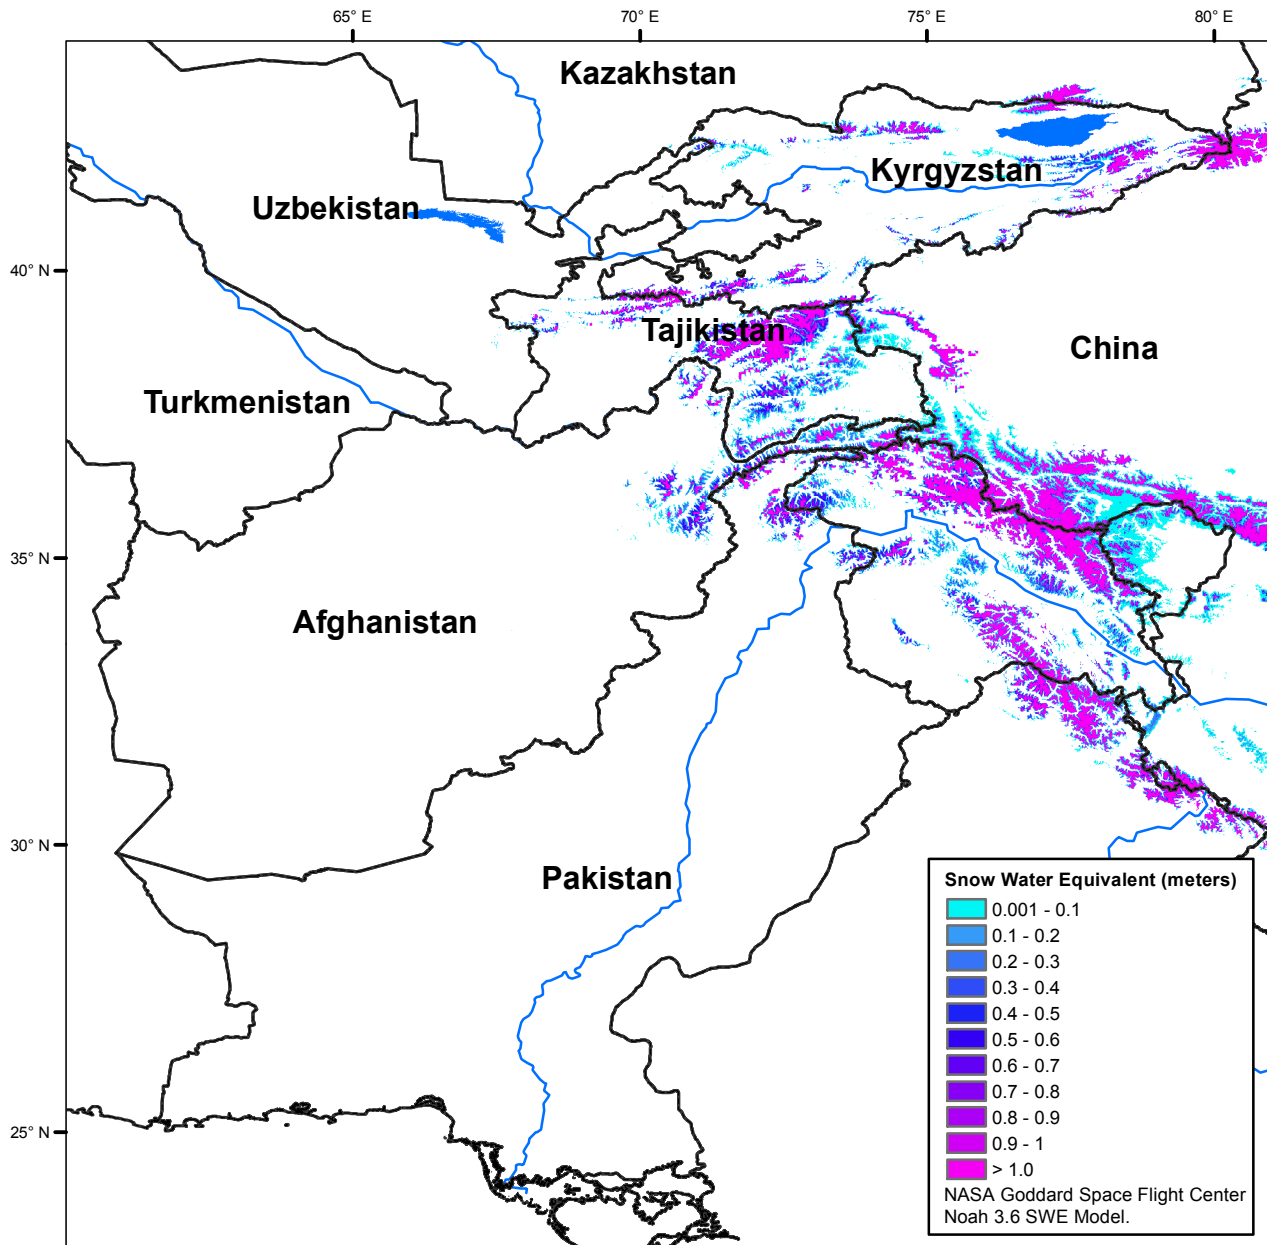 65° E
70° E
75° E
80° E
Kazakhstan
Kyrgyzstan
Uzbekistan
40° N
Tajikistan
China
Turkmenistan
35° N
Afghanistan
30° N
Pakistan
25° N
Snow Water Equivalent (meters)
0.001 - 0.1
0.1 - 0.2
0.2 - 0.3
0.3 - 0.4
0.4 - 0.5
0.5 - 0.6
0.6 - 0.7
0.7 - 0.8
0.8 - 0.9
0.9 - 1
> 1.0
NASA Goddard Space Flight Center
Noah 3.6 SWE Model.